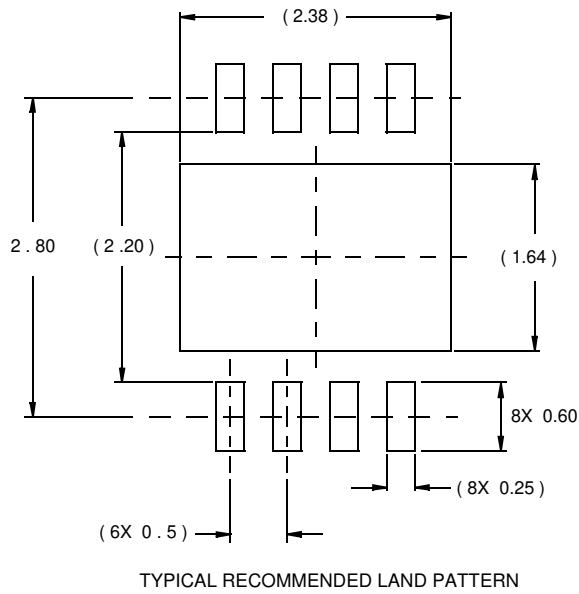 ( 2.38 )
2 . 80
( 2 .20 )
( 1.64 )
8X 0.60
( 8X 0.25 )
( 6X 0 . 5 )
TYPICAL RECOMMENDED LAND PATTERN